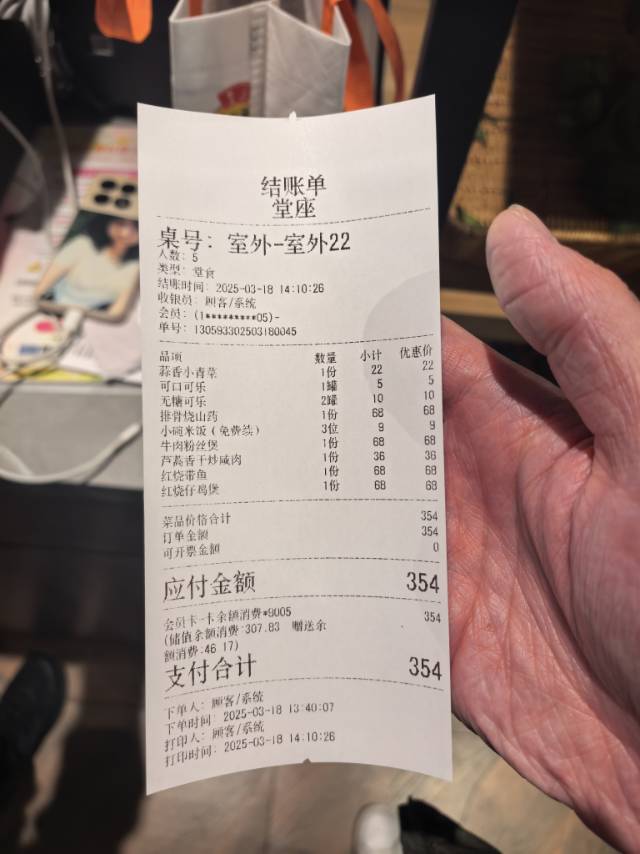 结账单
堂座
桌号: 室外-室外22
人数: 5
类型: 堂食
结账时间: 2025-03-18 14:10:26
收银员: 顾客/系统
会员: (1********05)-
单号: 130593302503180045
品项 数量 小计 优惠价
蒜香小青菜 1份 22 22
可口可乐 1罐 5 5
无糖可乐 2罐 10 10
排骨烧山药 1份 68 68
小碗米饭(免费续) 3位 9 9
牛肉粉丝煲 1份 68 68
芦蒿香干炒咸肉 1份 36 36
红烧带鱼 1份 68 68
红烧仔鸡煲 1份 68 68
菜品价格合计 354
订单金额 354
可开票金额 0
应付金额 354
会员卡-卡余额消费*9005 354
(储值余额消费:307.83 赠送余
额消费:46.17)
支付合计 354
下单人: 顾客/系统
下单时间: 2025-03-18 13:40:07
打印人: 顾客/系统
打印时间: 2025-03-18 14:10:26